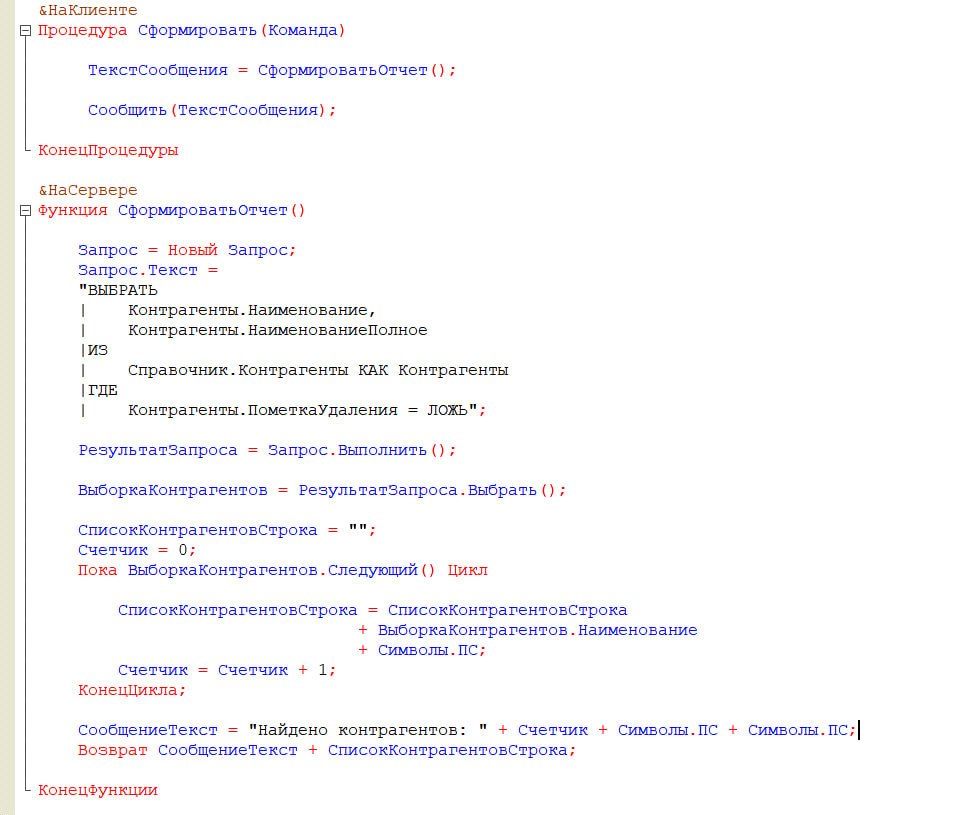 &НаКлиенте
Процедура Сформировать(Команда)
ТекстСообщения = СформироватьОтчет();
Сообщить(ТекстСообщения);
КонецПроцедуры
&НаСервере
Функция СформироватьОтчет()
Запрос = Новый Запрос;
Запрос.Текст =
"ВЫБРАТЬ
|    Контрагенты.Наименование,
|    Контрагенты.НаименованиеПолное
|ИЗ
|    Справочник.Контрагенты КАК Контрагенты
|ГДЕ
|    Контрагенты.ПометкаУдаления = ЛОЖЬ";
РезультатЗапроса = Запрос.Выполнить();
ВыборкаКонтрагентов = РезультатЗапроса.Выбрать();
СписокКонтрагентовСтрока = "";
Счетчик = 0;
Пока ВыборкаКонтрагентов.Следующий() Цикл
СписокКонтрагентовСтрока = СписокКонтрагентовСтрока
+ ВыборкаКонтрагентов.Наименование
+ Символы.ПС;
Счетчик = Счетчик + 1;
КонецЦикла;
СообщениеТекст = "Найдено контрагентов: " + Счетчик + Символы.ПС + Символы.ПС;
Возврат СообщениеТекст + СписокКонтрагентовСтрока;
КонецФункции